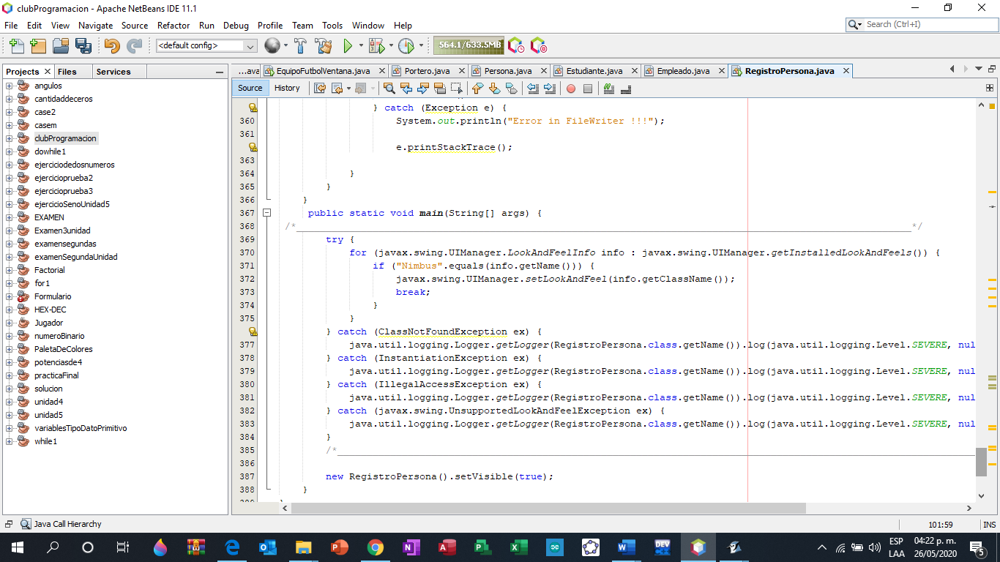 clubProgramacion - Apache NetBeans IDE 11.1
File Edit View Navigate Source Refactor Run Debug Profile Team Tools Window Help
Search (Ctrl+I)
<default config>
564.1/633.5MB
Projects Files Services
...ava EquipoFutbolVentana.java Portero.java Persona.java Estudiante.java Empleado.java RegistroPersona.java
Source History
angulos
cantidaddeceros
case2
casem
clubProgramacion
dowhile1
ejerciciodedosnumeros
ejercicioprueba2
ejercicioprueba3
ejercicioSenoUnidad5
EXAMEN
Examen3unidad
examensegundas
examenSegundaUnidad
Factorial
for1
Formulario
HEX-DEC
Jugador
numeroBinario
PaletaDeColores
potenciasde4
practicaFinal
solucion
unidad4
unidad5
variablesTipoDatoPrimitivo
while1
} catch (Exception e) {
360 System.out.println("Error in FileWriter !!!");
361
e.printStackTrace();
363
364 }
365 }
366 }
367 public static void main(String[] args) {
368 /*__________*/
369 try {
370 for (javax.swing.UIManager.LookAndFeelInfo info : javax.swing.UIManager.getInstalledLookAndFeels()) {
371 if ("Nimbus".equals(info.getName())) {
372 javax.swing.UIManager.setLookAndFeel(info.getClassName());
373 break;
374 }
375 }
} catch (ClassNotFoundException ex) {
377 java.util.logging.Logger.getLogger(RegistroPersona.class.getName()).log(java.util.logging.Level.SEVERE, nul
378 } catch (InstantiationException ex) {
379 java.util.logging.Logger.getLogger(RegistroPersona.class.getName()).log(java.util.logging.Level.SEVERE, nul
380 } catch (IllegalAccessException ex) {
381 java.util.logging.Logger.getLogger(RegistroPersona.class.getName()).log(java.util.logging.Level.SEVERE, nul
382 } catch (javax.swing.UnsupportedLookAndFeelException ex) {
383 java.util.logging.Logger.getLogger(RegistroPersona.class.getName()).log(java.util.logging.Level.SEVERE, nul
384 }
385 /*__________
386
387 new RegistroPersona().setVisible(true);
388 }
Java Call Hierarchy
101:59 INS
ESP 04:22 p. m.
LAA 26/05/2020
5